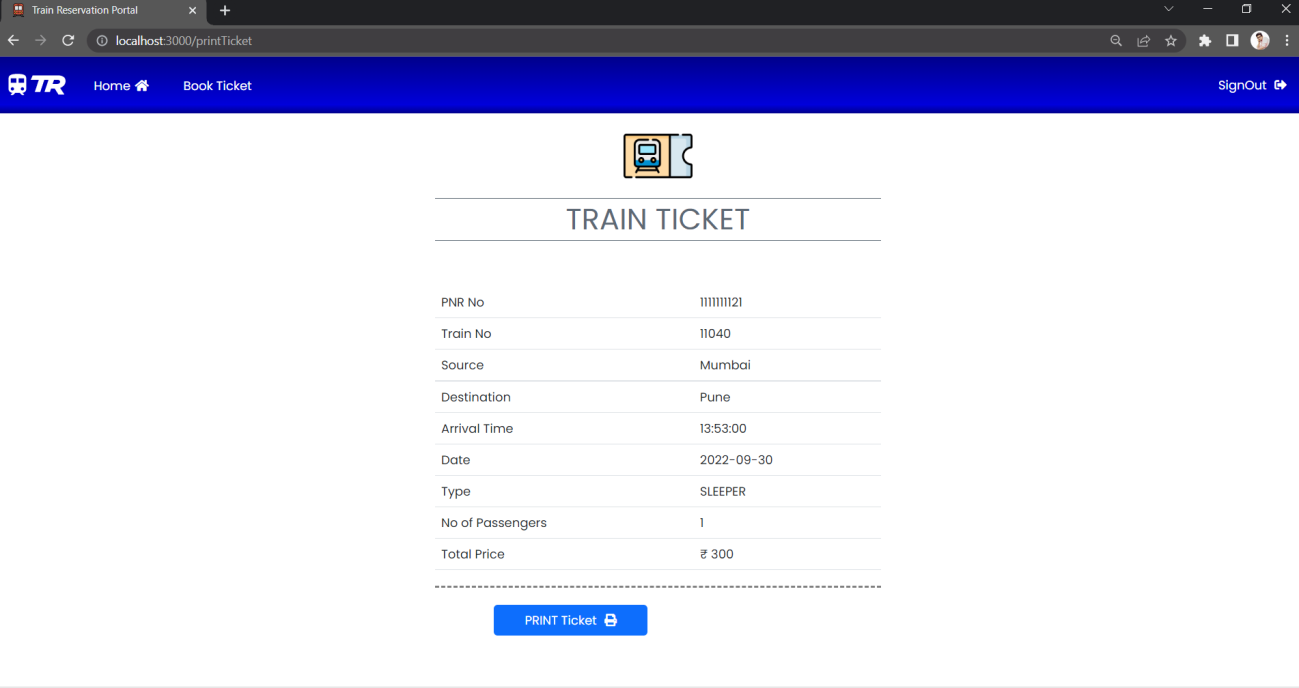 Train Reservation Portal
localhost:3000/printTicket
TR Home Book Ticket SignOut
TRAIN TICKET
PNR No 1111111121
Train No 11040
Source Mumbai
Destination Pune
Arrival Time 13:53:00
Date 2022-09-30
Type SLEEPER
No of Passengers 1
Total Price ₹ 300
PRINT Ticket